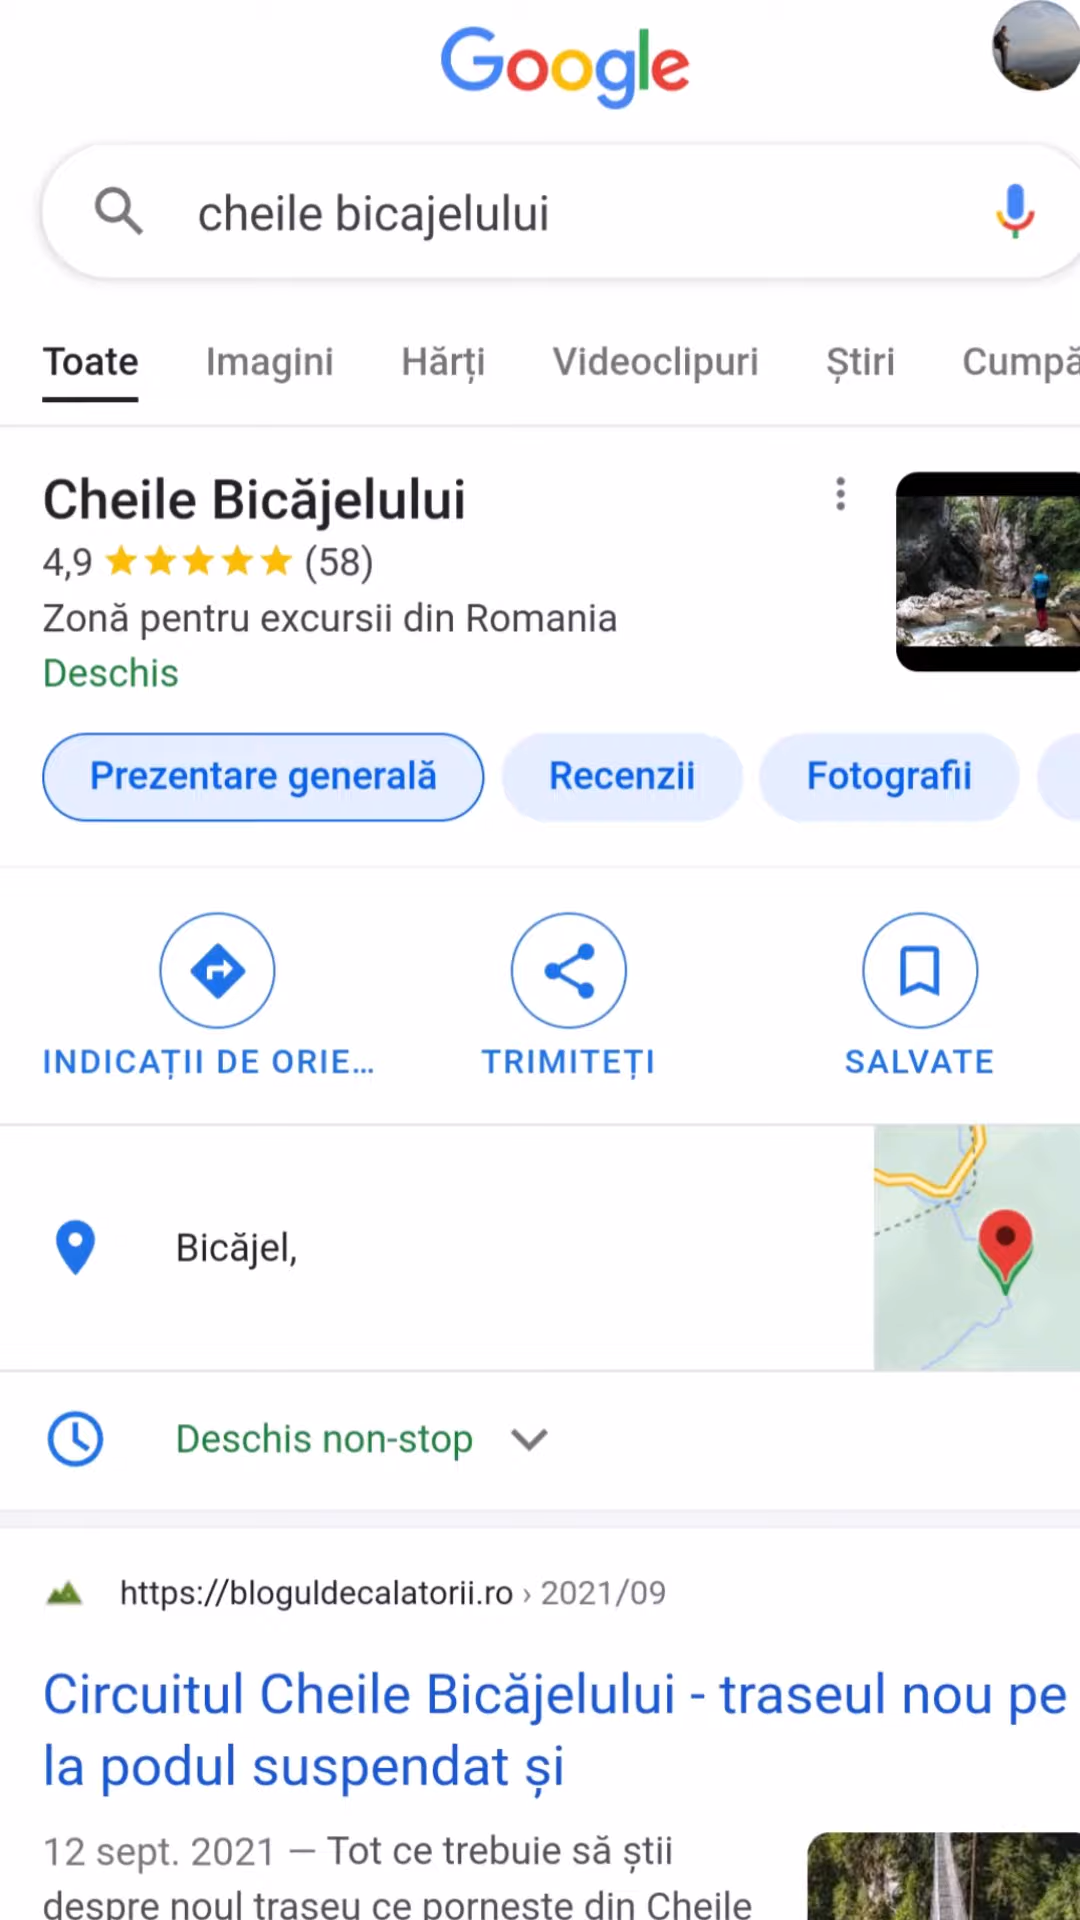 Google
cheile bicajelului
Toate Imagini Hărți Videoclipuri Știri Cumpă
Cheile Bicăjelului
4,9 (58)
Zonă pentru excursii din Romania
Deschis
Prezentare generală Recenzii Fotografii
INDICAȚII DE ORIE... TRIMITEȚI SALVATE
Bicăjel,
Deschis non-stop
https://bloguldecalatorii.ro › 2021/09
Circuitul Cheile Bicăjelului - traseul nou pe
la podul suspendat și
12 sept. 2021 — Tot ce trebuie să știi
despre noul traseu ce pornește din Cheile